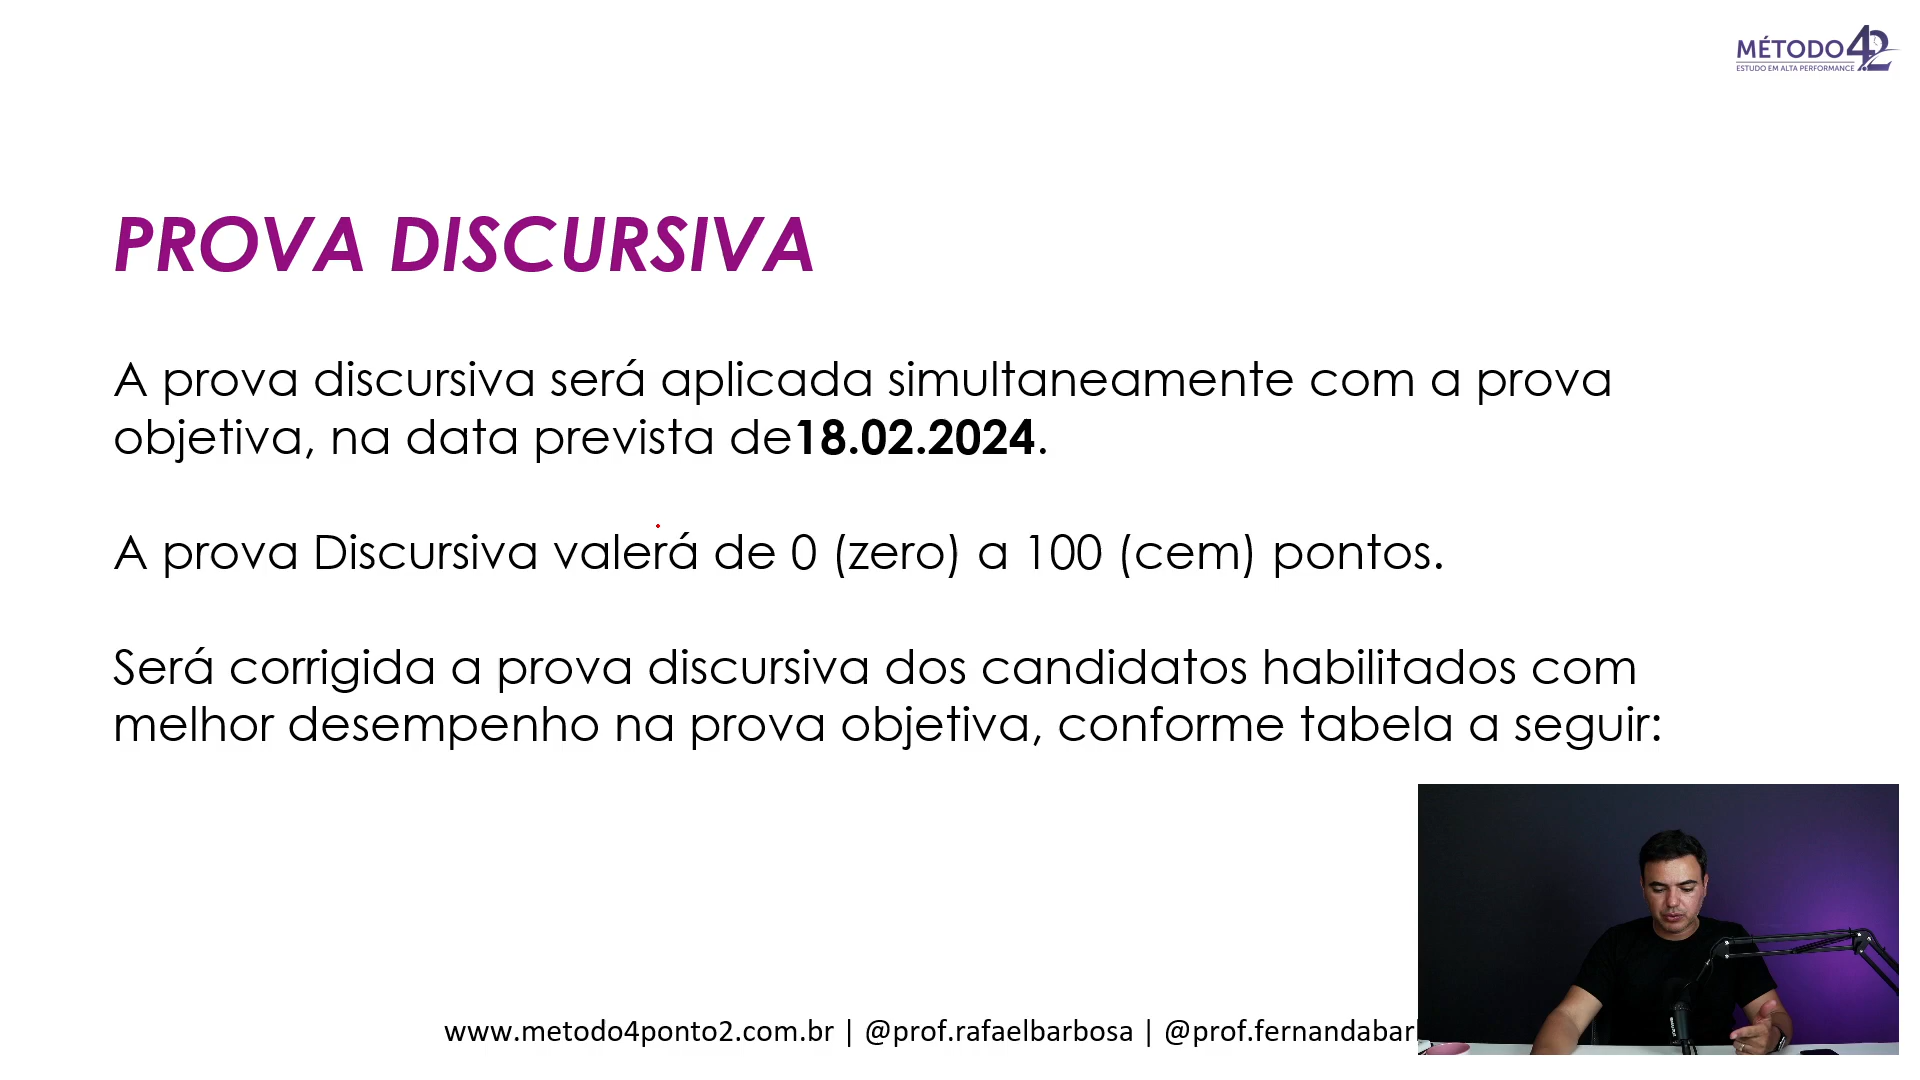 MÉTODO 4.2
ESTUDO EM ALTA PERFORMANCE
PROVA DISCURSIVA
A prova discursiva será aplicada simultaneamente com a prova
objetiva, na data prevista de18.02.2024.
A prova Discursiva valerá de 0 (zero) a 100 (cem) pontos.
Será corrigida a prova discursiva dos candidatos habilitados com
melhor desempenho na prova objetiva, conforme tabela a seguir:
www.metodo4ponto2.com.br | @prof.rafaelbarbosa | @prof.fernandabar